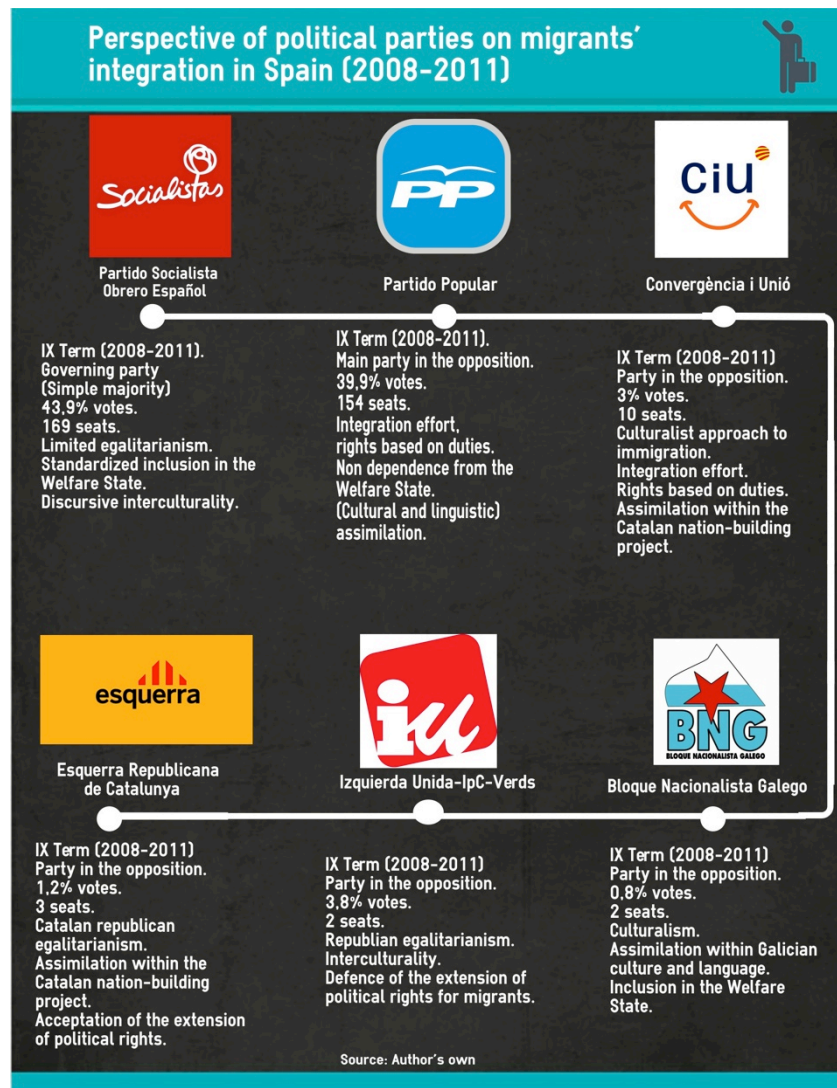 Perspective of political parties on migrants'
integration in Spain (2008-2011)
Socialistas
PP
ciu
Partido Socialista
Obrero Español
Partido Popular
Convergència i Unió
IX Term (2008-2011).
Governing party
(Simple majority)
43,9% votes.
169 seats.
Limited egalitarianism.
Standardized inclusion in the
Welfare State.
Discursive interculturality.
IX Term (2008-2011).
Main party in the opposition.
39,9% votes.
154 seats.
Integration effort,
rights based on duties.
Non dependence from the
Welfare State.
(Cultural and linguistic)
assimilation.
IX Term (2008-2011)
Party in the opposition.
3% votes.
10 seats.
Culturalist approach to
immigration.
Integration effort.
Rights based on duties.
Assimilation within the
Catalan nation-building
project.
esquerra
iu
BNG
BLOQUE NACIONALISTA GALEGO
Esquerra Republicana
de Catalunya
Izquierda Unida-IpC-Verds
Bloque Nacionalista Galego
IX Term (2008-2011)
Party in the opposition.
1,2% votes.
3 seats.
Catalan republican
egalitarianism.
Assimilation within the
Catalan nation-building
project.
Acceptation of the extension
of political rights.
IX Term (2008-2011)
Party in the opposition.
3,8% votes.
2 seats.
Republian egalitarianism.
Interculturality.
Defence of the extension of
political rights for migrants.
IX Term (2008-2011)
Party in the opposition.
0,8% votes.
2 seats.
Culturalism.
Assimilation within Galician
culture and language.
Inclusion in the Welfare
State.
Source: Author's own